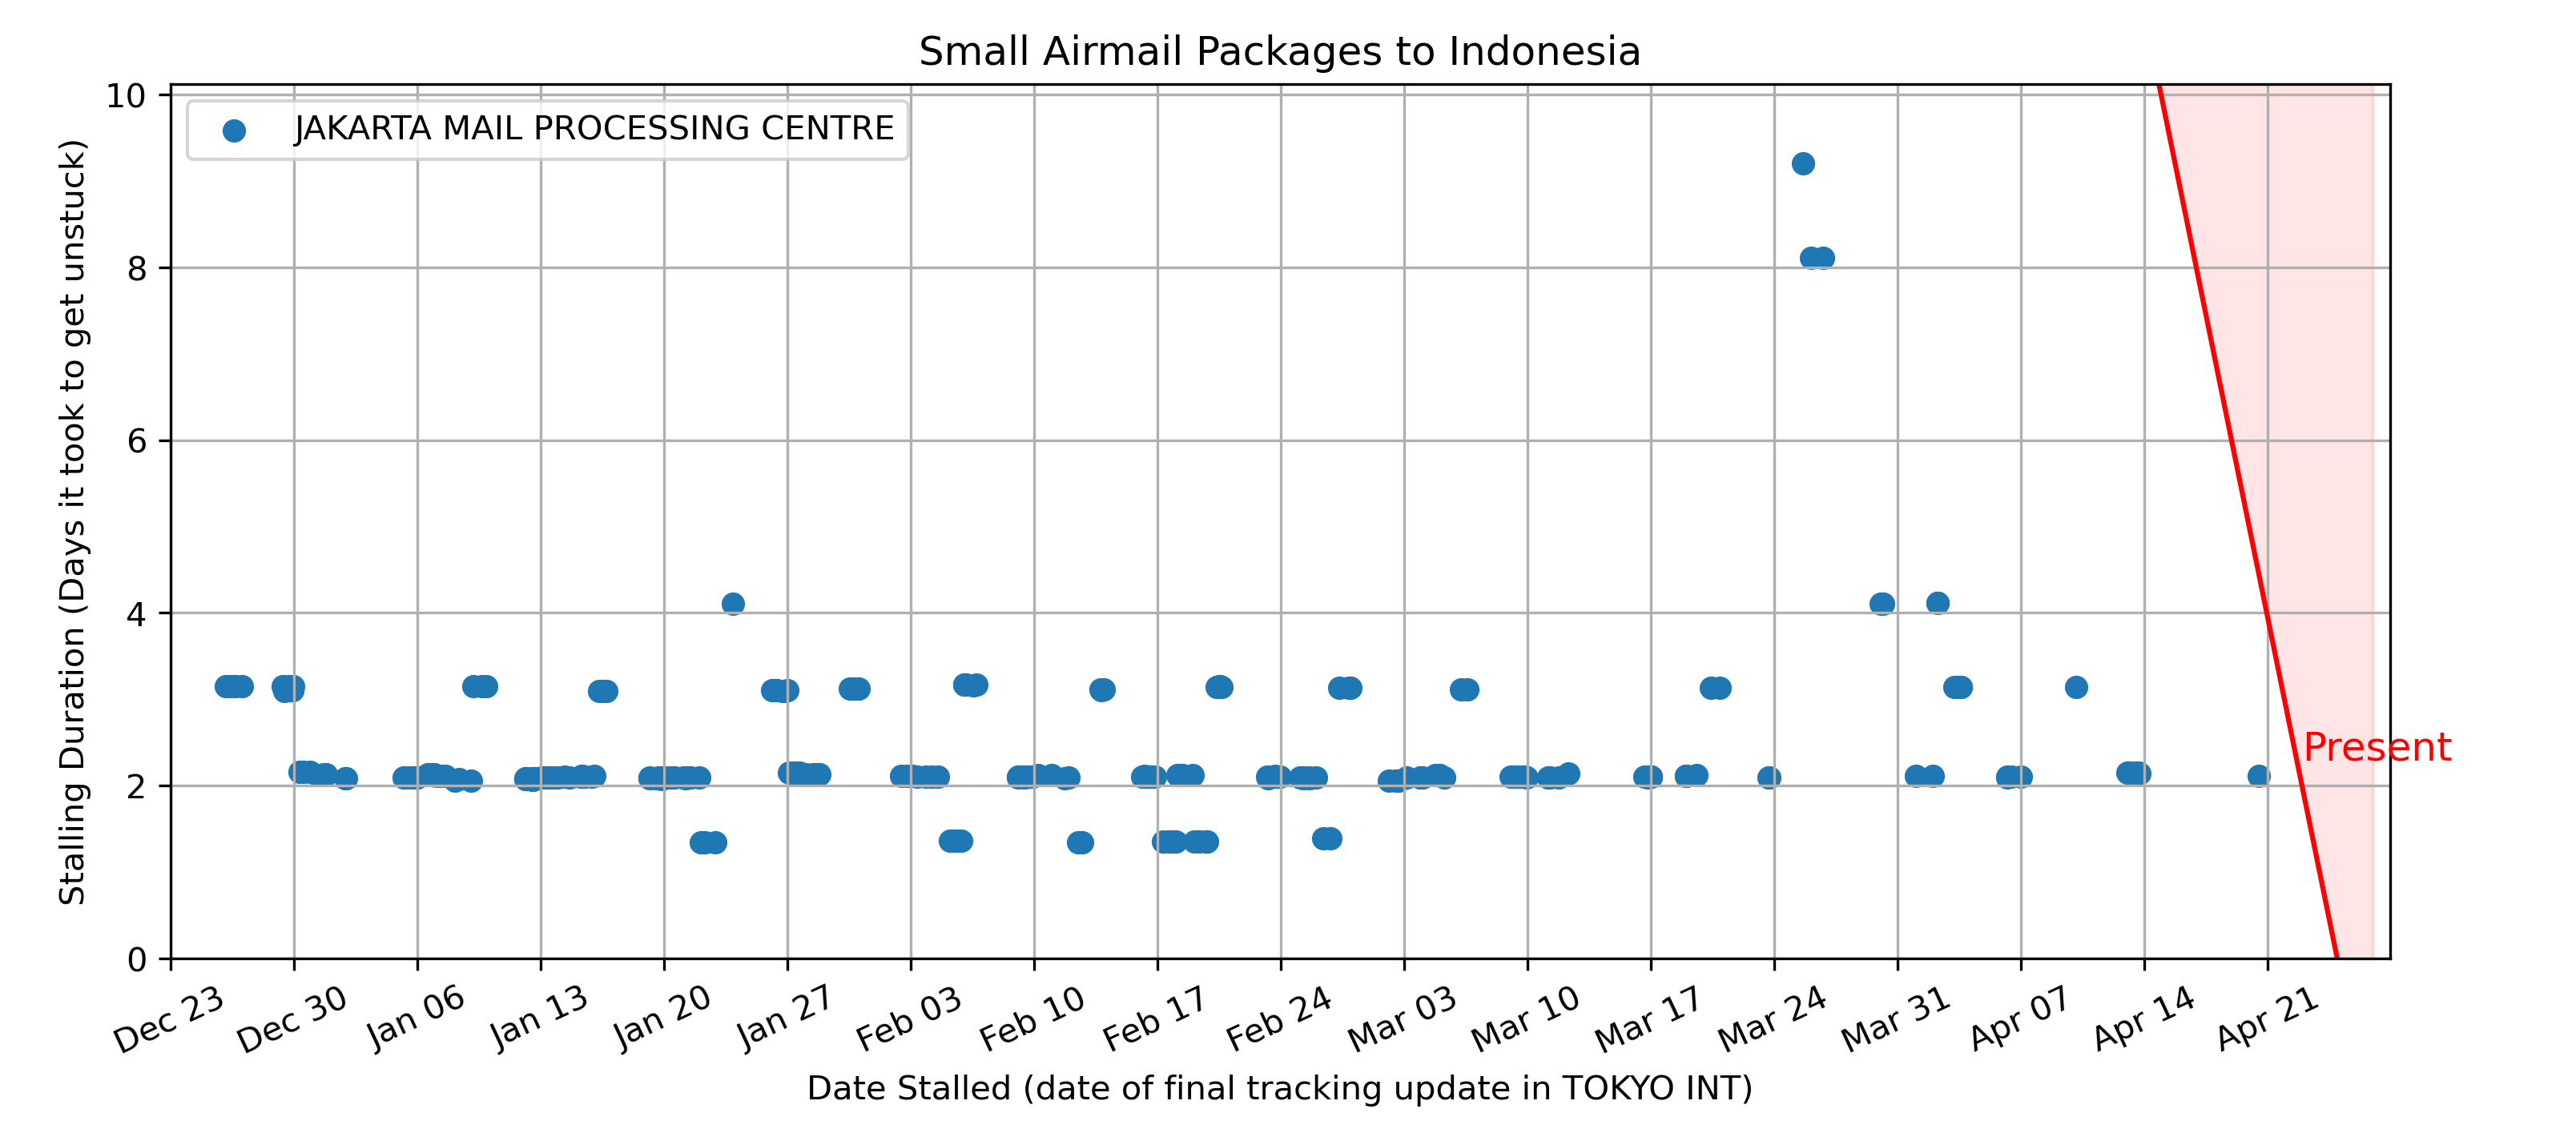 Small Airmail Packages to Indonesia
JAKARTA MAIL PROCESSING CENTRE
Stalling Duration (Days it took to get unstuck)
10
8
6
4
2
0
Present
Dec 23
Dec 30
Jan 06
Jan 13
Jan 20
Jan 27
Feb 03
Feb 10
Feb 17
Feb 24
Mar 03
Mar 10
Mar 17
Mar 24
Mar 31
Apr 07
Apr 14
Apr 21
Date Stalled (date of final tracking update in TOKYO INT)